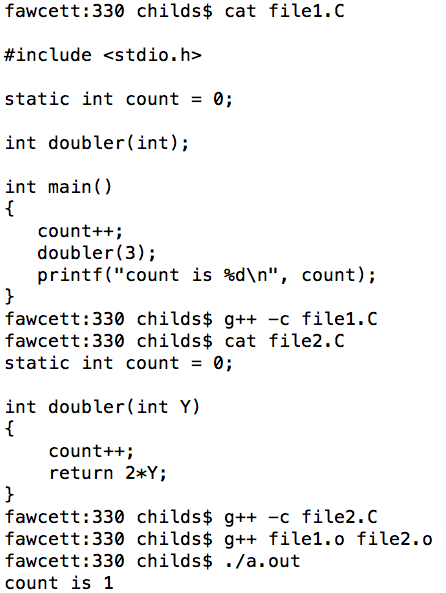 fawcett:330 childs$ cat file1.C
#include <stdio.h>
static int count = 0;
int doubler(int);
int main()
{
count++;
doubler(3);
printf("count is %d\n", count);
}
fawcett:330 childs$ g++ -c file1.C
fawcett:330 childs$ cat file2.C
static int count = 0;
int doubler(int Y)
{
count++;
return 2*Y;
}
fawcett:330 childs$ g++ -c file2.C
fawcett:330 childs$ g++ file1.o file2.o
fawcett:330 childs$ ./a.out
count is 1